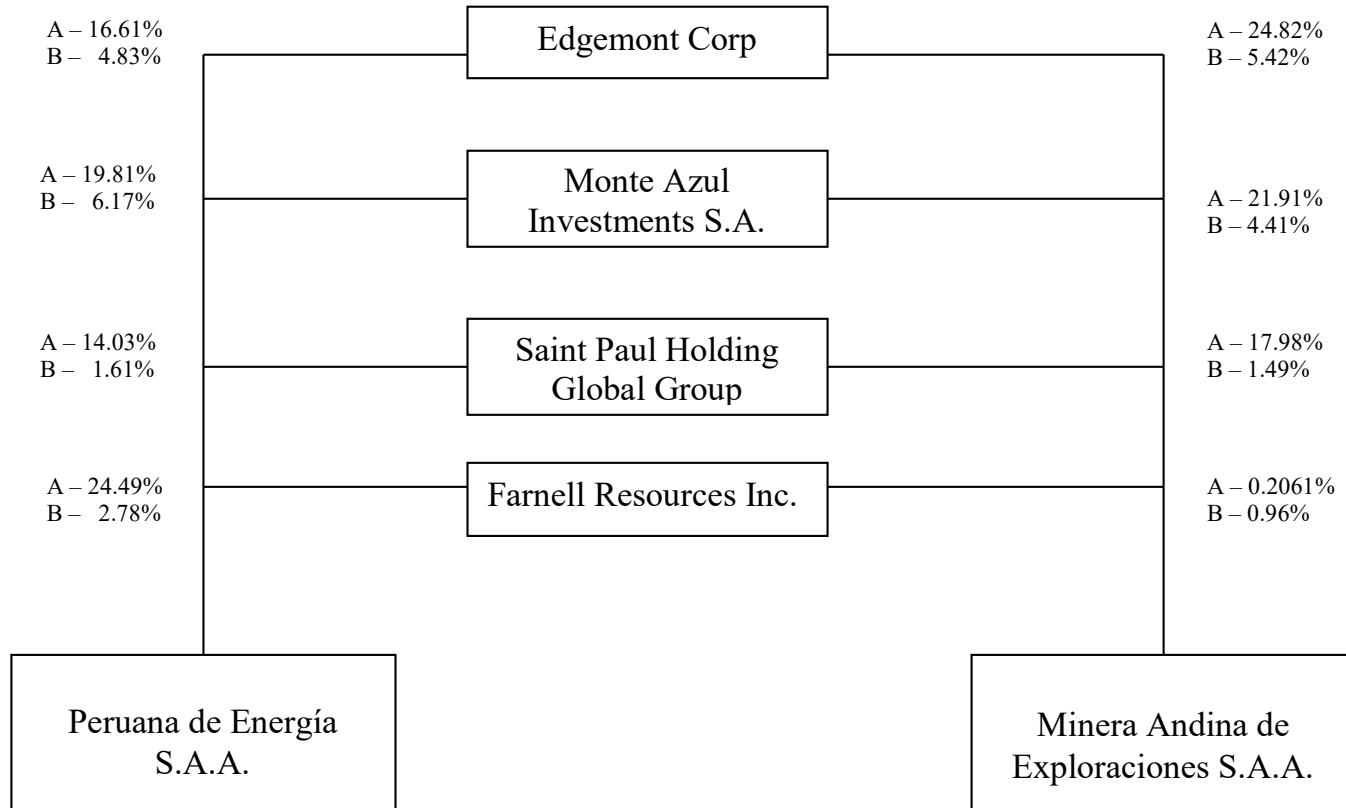 A – 16.61%
B – 4.83%
Edgemont Corp
A – 24.82%
B – 5.42%
A – 19.81%
B – 6.17%
Monte Azul
Investments S.A.
A – 21.91%
B – 4.41%
A – 14.03%
B – 1.61%
Saint Paul Holding
Global Group
A – 17.98%
B – 1.49%
A – 24.49%
B – 2.78%
Farnell Resources Inc.
A – 0.2061%
B – 0.96%
Peruana de Energía
S.A.A.
Minera Andina de
Exploraciones S.A.A.